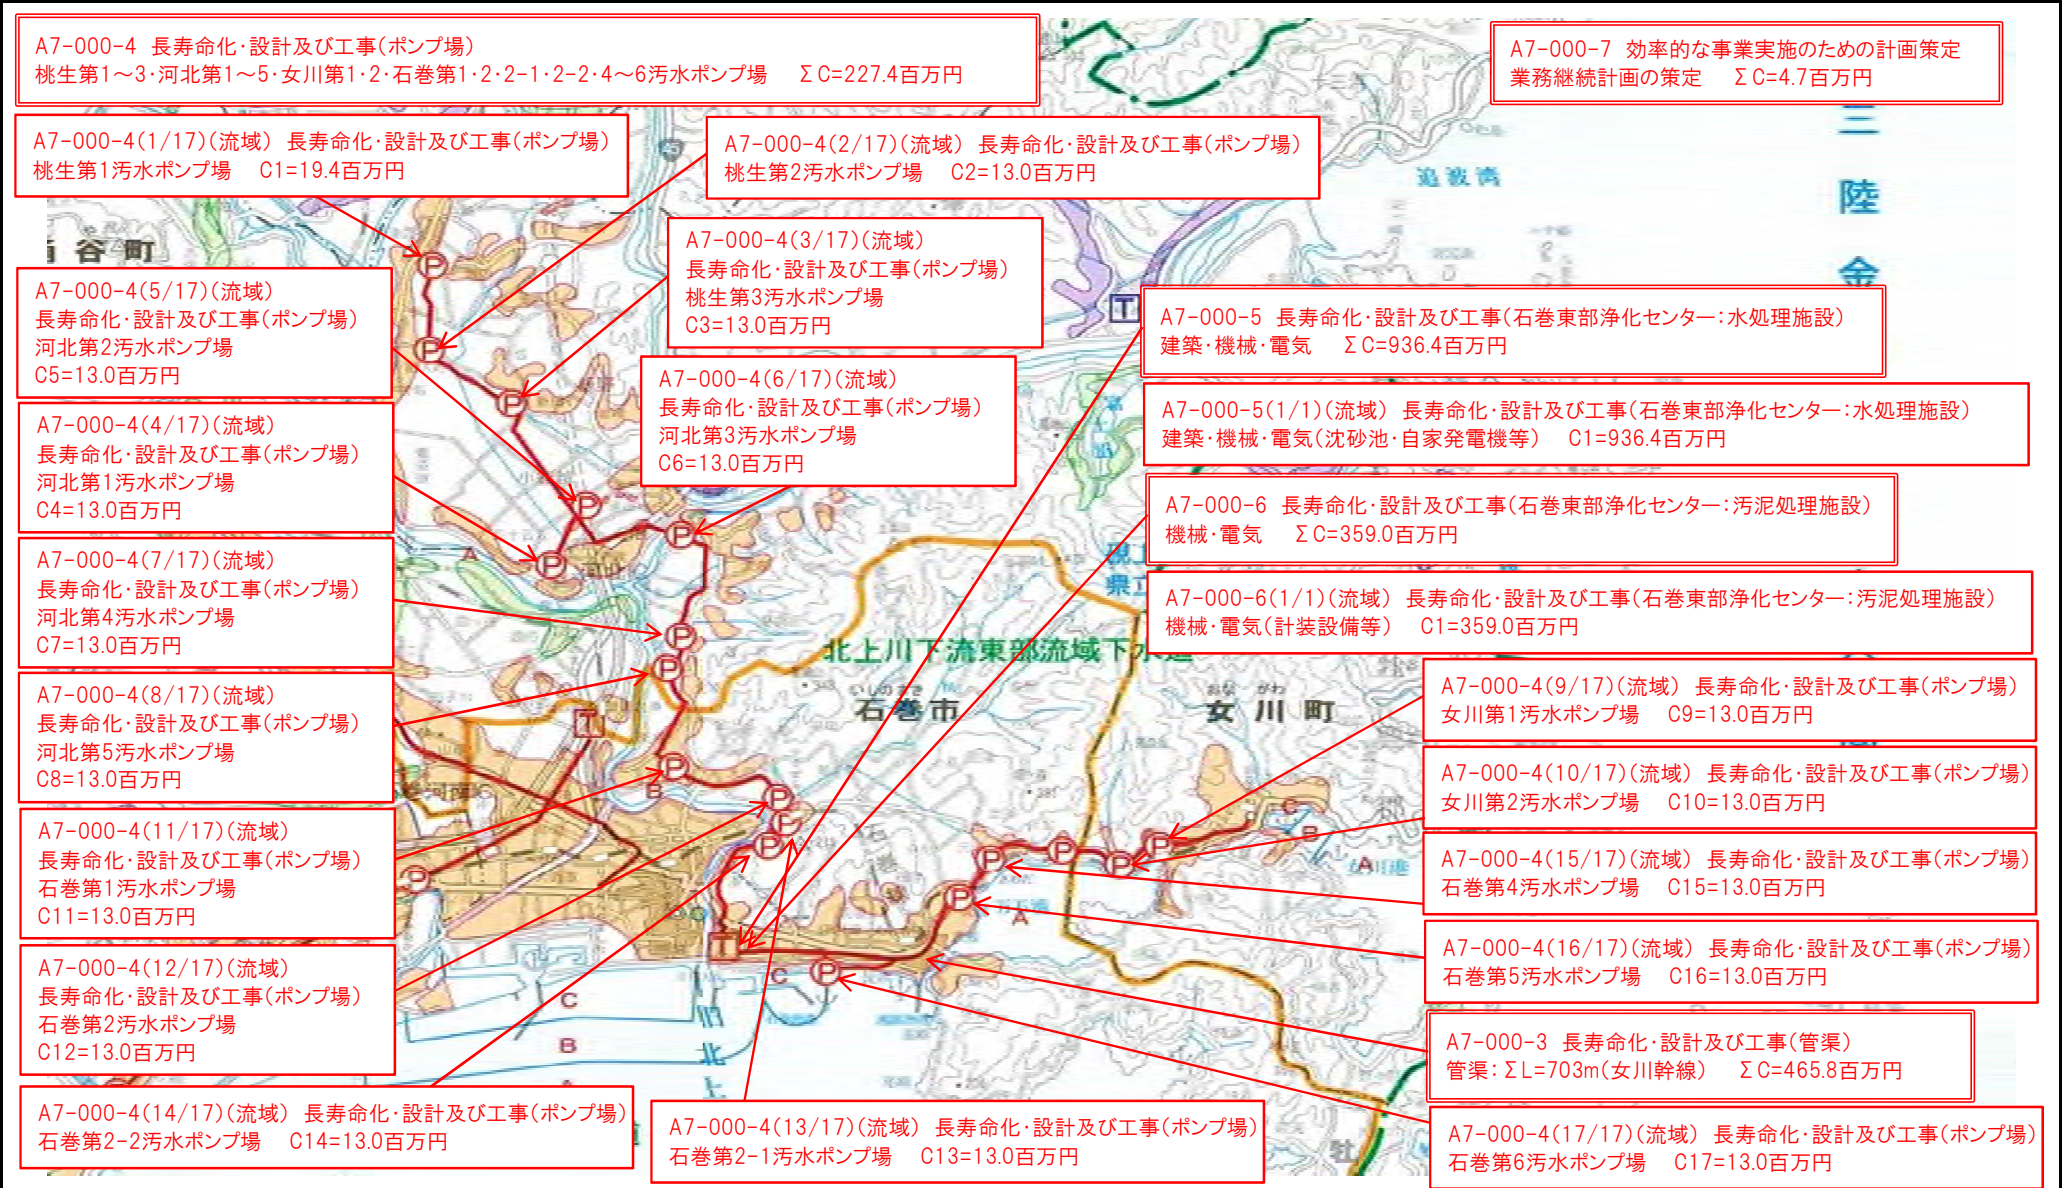 A7-000-4 長寿命化・設計及び工事(ポンプ場)
桃生第1～3・河北第1～5・女川第1・2・石巻第1・2・2-1・2-2・4～6汚水ポンプ場 ΣC=227.4百万円
A7-000-7 効率的な事業実施のための計画策定
業務継続計画の策定 ΣC=4.7百万円
A7-000-4(1/17)(流域) 長寿命化・設計及び工事(ポンプ場)
桃生第1汚水ポンプ場 C1=19.4百万円
A7-000-4(2/17)(流域) 長寿命化・設計及び工事(ポンプ場)
桃生第2汚水ポンプ場 C2=13.0百万円
A7-000-4(3/17)(流域)
長寿命化・設計及び工事(ポンプ場)
桃生第3汚水ポンプ場
C3=13.0百万円
A7-000-4(5/17)(流域)
長寿命化・設計及び工事(ポンプ場)
河北第2汚水ポンプ場
C5=13.0百万円
A7-000-4(6/17)(流域)
長寿命化・設計及び工事(ポンプ場)
河北第3汚水ポンプ場
C6=13.0百万円
A7-000-5 長寿命化・設計及び工事(石巻東部浄化センター:水処理施設)
建築・機械・電気 ΣC=936.4百万円
A7-000-5(1/1)(流域) 長寿命化・設計及び工事(石巻東部浄化センター:水処理施設)
建築・機械・電気(沈砂池・自家発電機等) C1=936.4百万円
A7-000-4(4/17)(流域)
長寿命化・設計及び工事(ポンプ場)
河北第1汚水ポンプ場
C4=13.0百万円
A7-000-6 長寿命化・設計及び工事(石巻東部浄化センター:汚泥処理施設)
機械・電気 ΣC=359.0百万円
A7-000-6(1/1)(流域) 長寿命化・設計及び工事(石巻東部浄化センター:汚泥処理施設)
機械・電気(計装設備等) C1=359.0百万円
A7-000-4(7/17)(流域)
長寿命化・設計及び工事(ポンプ場)
河北第4汚水ポンプ場
C7=13.0百万円
A7-000-4(8/17)(流域)
長寿命化・設計及び工事(ポンプ場)
河北第5汚水ポンプ場
C8=13.0百万円
A7-000-4(9/17)(流域) 長寿命化・設計及び工事(ポンプ場)
女川第1汚水ポンプ場 C9=13.0百万円
A7-000-4(10/17)(流域) 長寿命化・設計及び工事(ポンプ場)
女川第2汚水ポンプ場 C10=13.0百万円
A7-000-4(11/17)(流域)
長寿命化・設計及び工事(ポンプ場)
石巻第1汚水ポンプ場
C11=13.0百万円
A7-000-4(15/17)(流域) 長寿命化・設計及び工事(ポンプ場)
石巻第4汚水ポンプ場 C15=13.0百万円
A7-000-4(12/17)(流域)
長寿命化・設計及び工事(ポンプ場)
石巻第2汚水ポンプ場
C12=13.0百万円
A7-000-4(16/17)(流域) 長寿命化・設計及び工事(ポンプ場)
石巻第5汚水ポンプ場 C16=13.0百万円
A7-000-3 長寿命化・設計及び工事(管渠)
管渠:ΣL=703m(女川幹線) ΣC=465.8百万円
A7-000-4(14/17)(流域) 長寿命化・設計及び工事(ポンプ場)
石巻第2-2汚水ポンプ場 C14=13.0百万円
A7-000-4(13/17)(流域) 長寿命化・設計及び工事(ポンプ場)
石巻第2-1汚水ポンプ場 C13=13.0百万円
A7-000-4(17/17)(流域) 長寿命化・設計及び工事(ポンプ場)
石巻第6汚水ポンプ場 C17=13.0百万円
谷町
追波湾
三陸金
北上川下流東部流域下水道
いしのまき
石巻市
おながわ
女川町
県立
北上